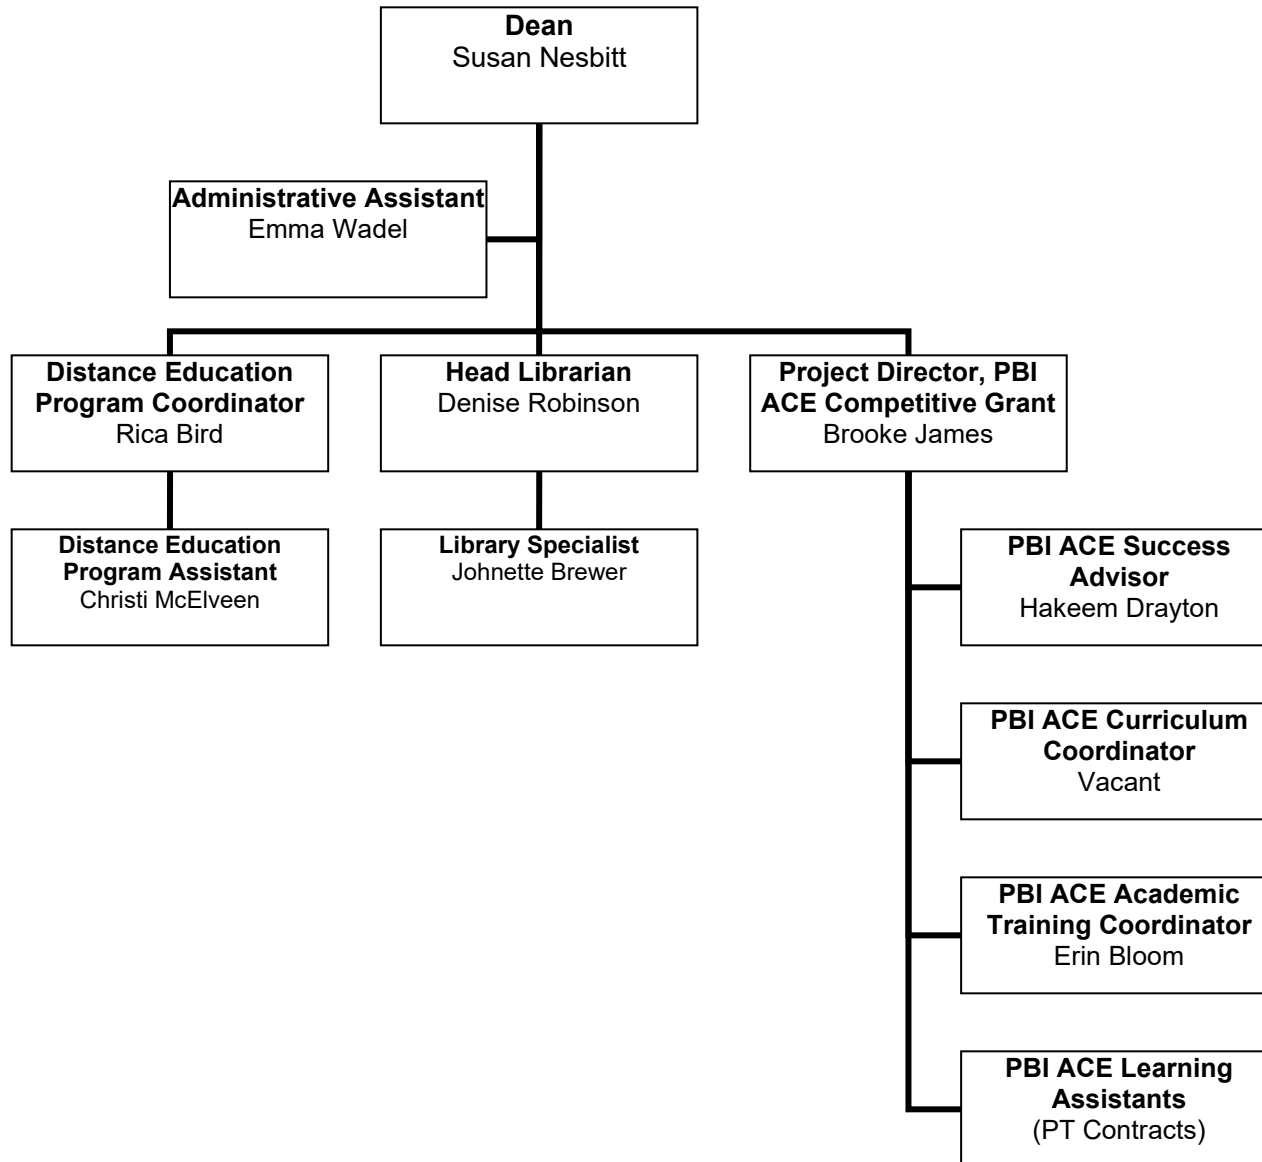 Dean
Susan Nesbitt
Administrative Assistant
Emma Wadel
Distance Education
Program Coordinator
Rica Bird
Head Librarian
Denise Robinson
Project Director, PBI
ACE Competitive Grant
Brooke James
Distance Education
Program Assistant
Christi McElveen
Library Specialist
Johnette Brewer
PBI ACE Success
Advisor
Hakeem Drayton
PBI ACE Curriculum
Coordinator
Vacant
PBI ACE Academic
Training Coordinator
Erin Bloom
PBI ACE Learning
Assistants
(PT Contracts)